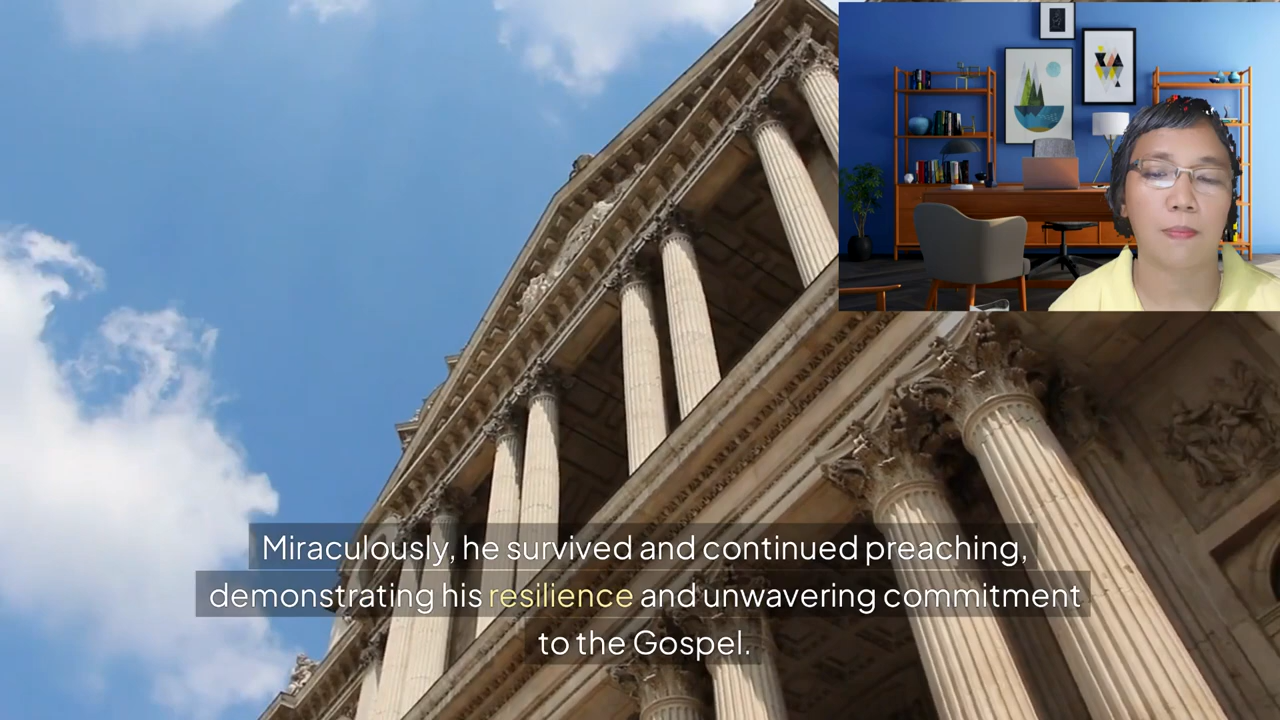 Miraculously, he survived and continued preaching,
demonstrating his resilience and unwavering commitment
to the Gospel.